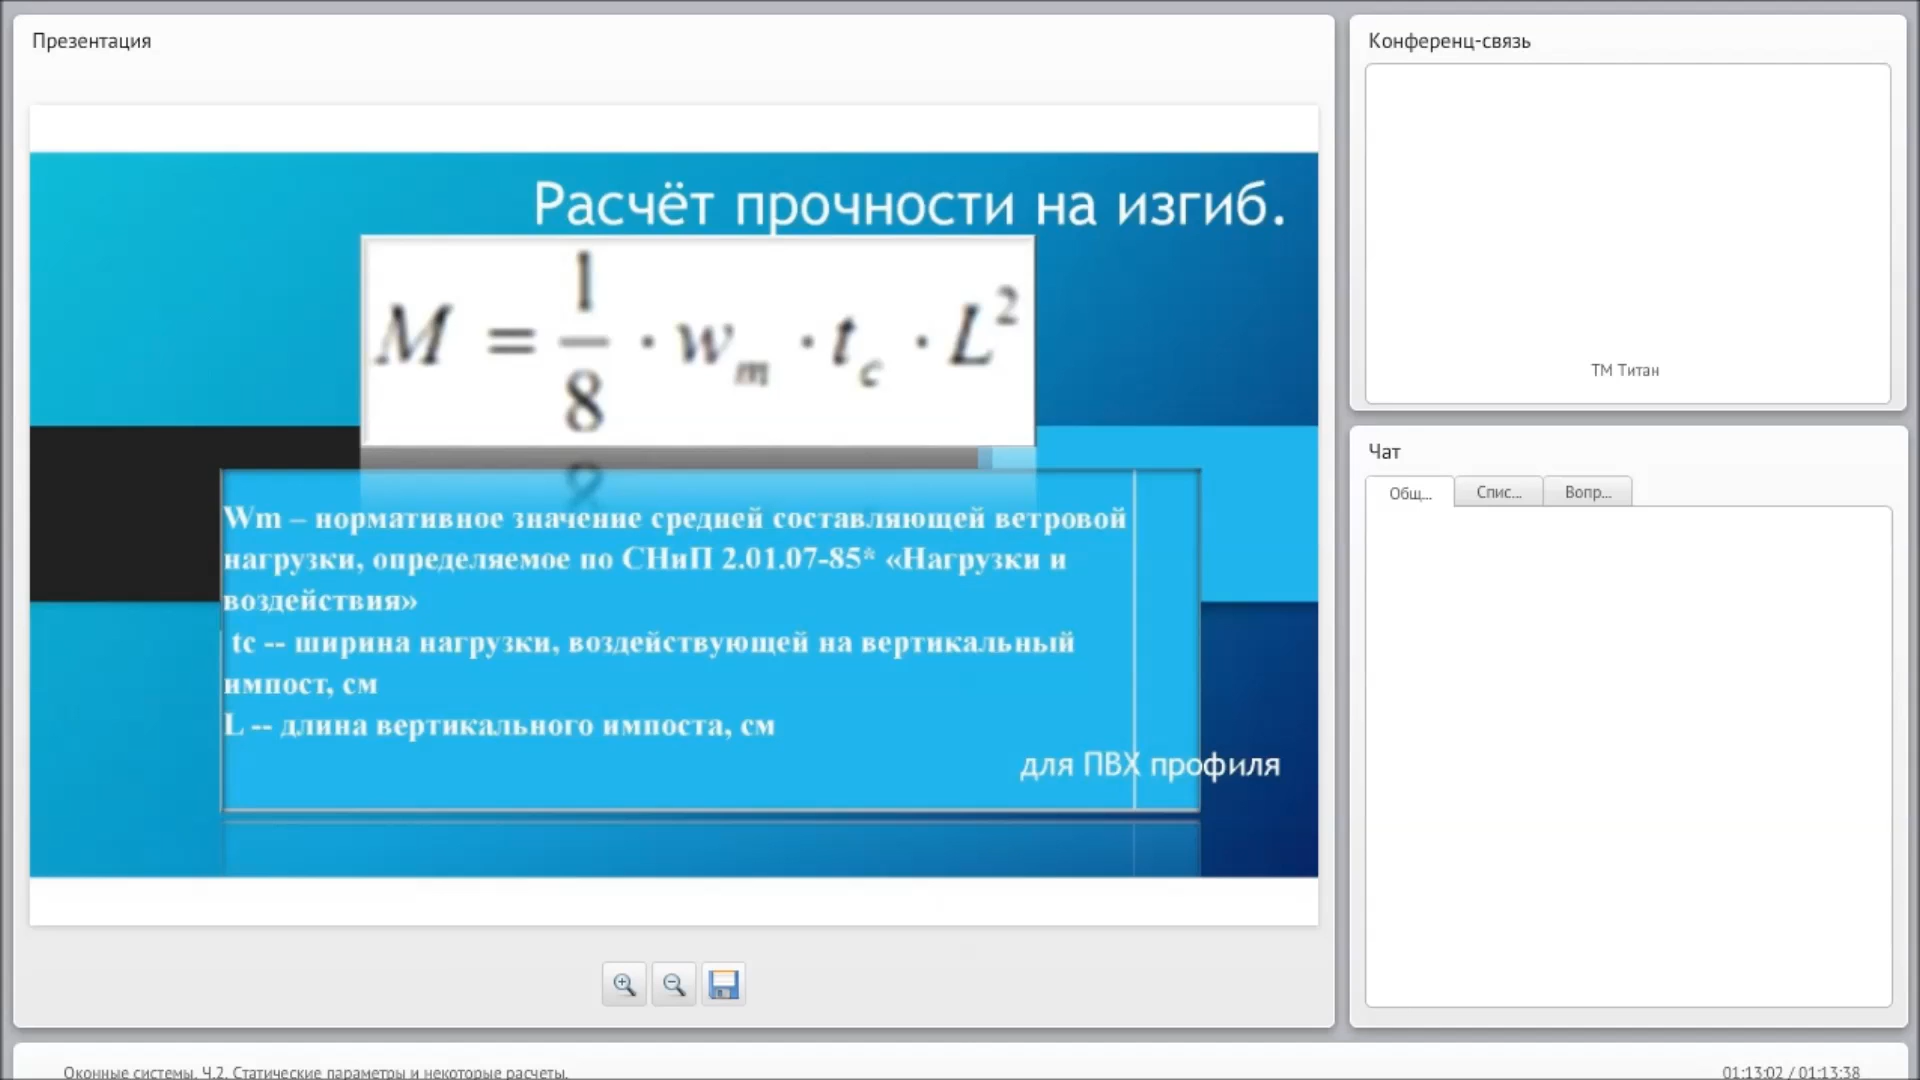 Презентация
Расчёт прочности на изгиб.
M = 1/8 · w_m · t_c · L^2
Wm – нормативное значение средней составляющей ветровой
нагрузки, определяемое по СНиП 2.01.07-85* «Нагрузки и
воздействия»
tc -- ширина нагрузки, воздействующей на вертикальный
импост, см
L -- длина вертикального импоста, см
для ПВХ профиля
Конференц-связь
ТМ Титан
Чат
Общ...
Спис...
Вопр...
Оконные системы. Ч.2. Статические параметры и некоторые расчеты.
01:13:02 / 01:13:38